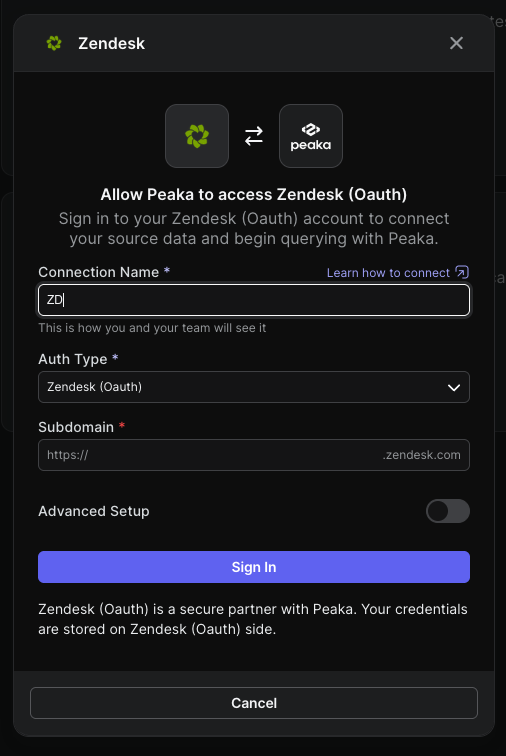 Zendesk
peaka
Allow Peaka to access Zendesk (Oauth)
Sign in to your Zendesk (Oauth) account to connect
your source data and begin querying with Peaka.
Connection Name *
Learn how to connect
ZD
This is how you and your team will see it
Auth Type *
Zendesk (Oauth)
Subdomain *
https://
.zendesk.com
Advanced Setup
Sign In
Zendesk (Oauth) is a secure partner with Peaka. Your credentials
are stored on Zendesk (Oauth) side.
Cancel